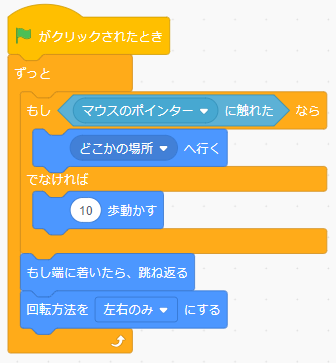 がクリックされたとき
ずっと
もし マウスのポインター に触れた なら
どこかの場所 へ行く
でなければ
10 歩動かす
もし端に着いたら、跳ね返る
回転方法を 左右のみ にする